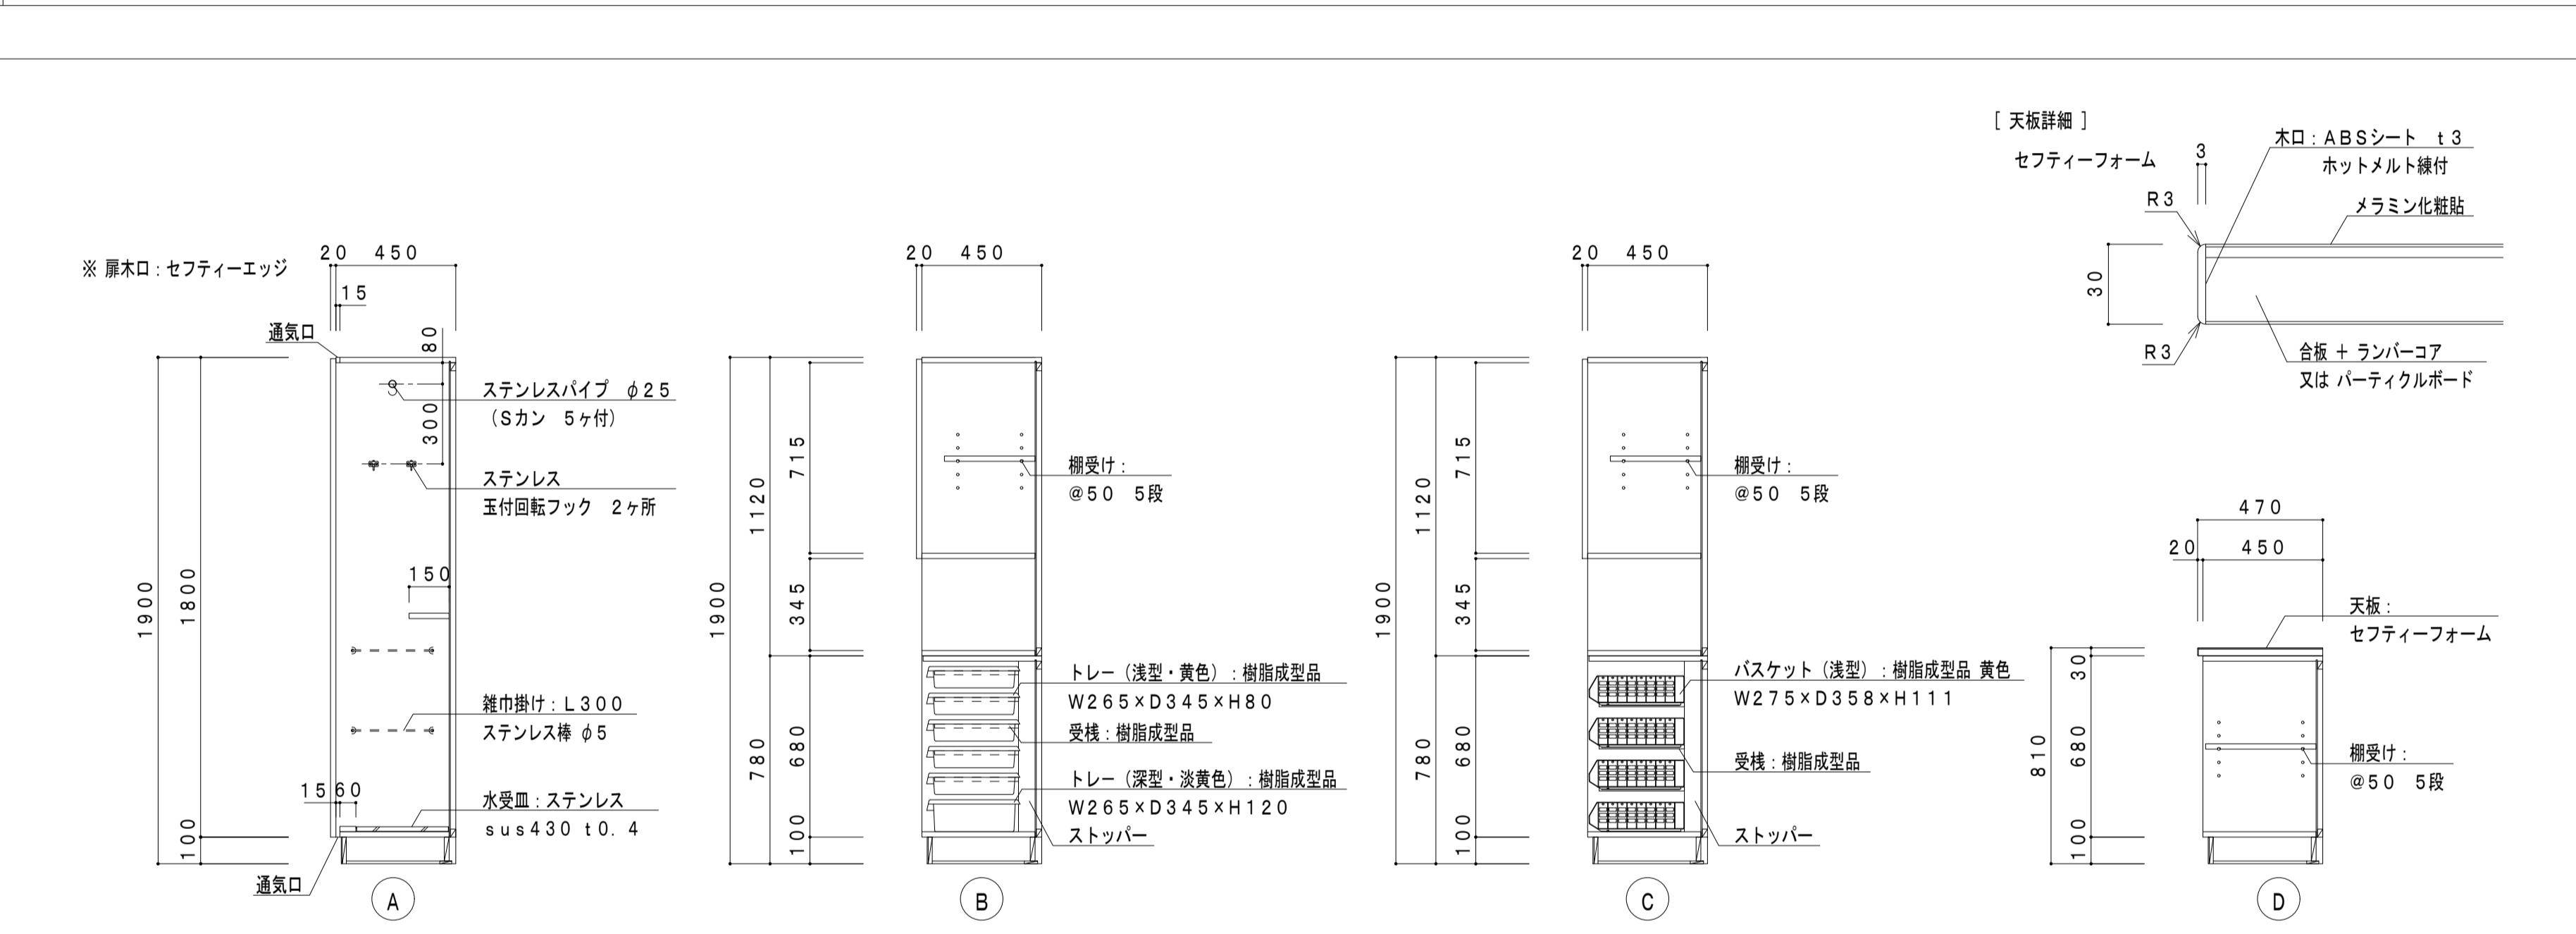 [ 天板詳細 ]
セフティーフォーム
3
木口：ＡＢＳシート　ｔ３
ホットメルト練付
Ｒ３
メラミン化粧貼
30
Ｒ３
合板 ＋ ランバーコア
又は パーティクルボード
※ 扉木口：セフティーエッジ
20 450
15
通気口
80
300
ステンレスパイプ　φ２５
（Ｓカン　５ヶ付）
ステンレス
玉付回転フック　２ヶ所
150
1900
1800
100
雑巾掛け：Ｌ３００
ステンレス棒 φ５
15 60
水受皿：ステンレス
ｓｕｓ４３０ ｔ０．４
通気口
A
20 450
1900
1120
780
715
345
680
100
棚受け：
＠５０　５段
トレー（浅型・黄色）：樹脂成型品
Ｗ２６５×Ｄ３４５×Ｈ８０
受桟：樹脂成型品
トレー（深型・淡黄色）：樹脂成型品
Ｗ２６５×Ｄ３４５×Ｈ１２０
ストッパー
B
20 450
1900
1120
780
715
345
680
100
棚受け：
＠５０　５段
バスケット（浅型）：樹脂成型品 黄色
Ｗ２７５×Ｄ３５８×Ｈ１１１
受桟：樹脂成型品
ストッパー
C
470
20 450
天板：
セフティーフォーム
810
30
680
100
棚受け：
＠５０　５段
D